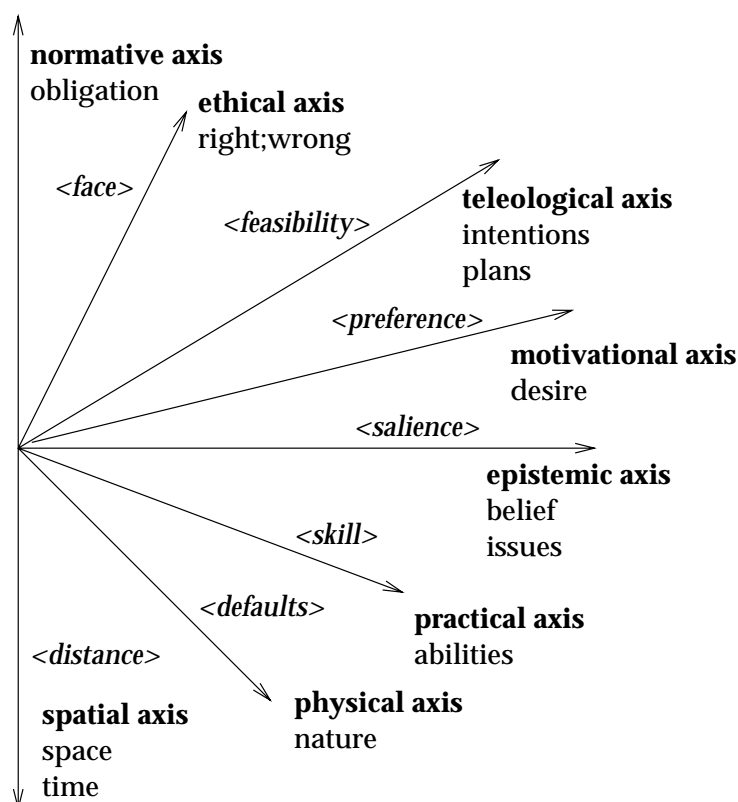 normative axis
obligation
ethical axis
right;wrong
<face>
<feasibility>
teleological axis
intentions
plans
<preference>
motivational axis
desire
<salience>
epistemic axis
belief
issues
<skill>
<defaults>
practical axis
abilities
<distance>
physical axis
nature
spatial axis
space
time